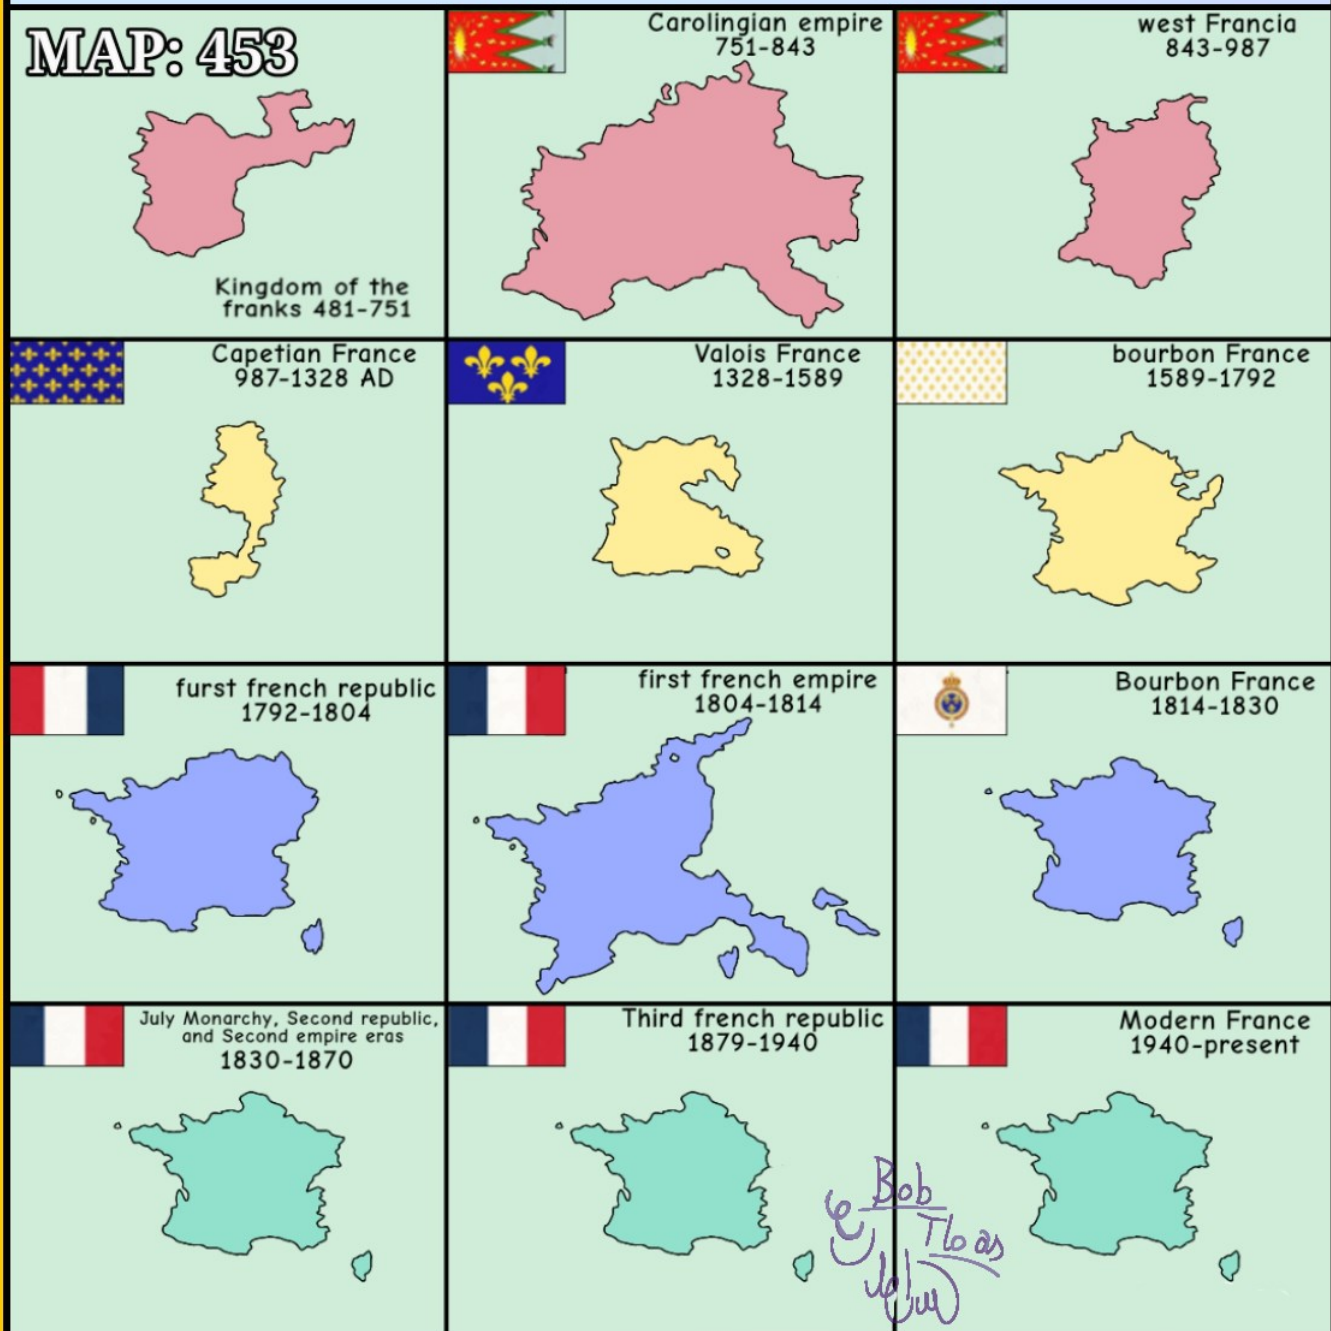 MAP: 453
Kingdom of the
franks 481-751
Carolingian empire
751-843
west Francia
843-987
Capetian France
987-1328 AD
Valois France
1328-1589
bourbon France
1589-1792
furst french republic
1792-1804
first french empire
1804-1814
Bourbon France
1814-1830
July Monarchy, Second republic,
and Second empire eras
1830-1870
Third french republic
1879-1940
Modern France
1940-present
Bob